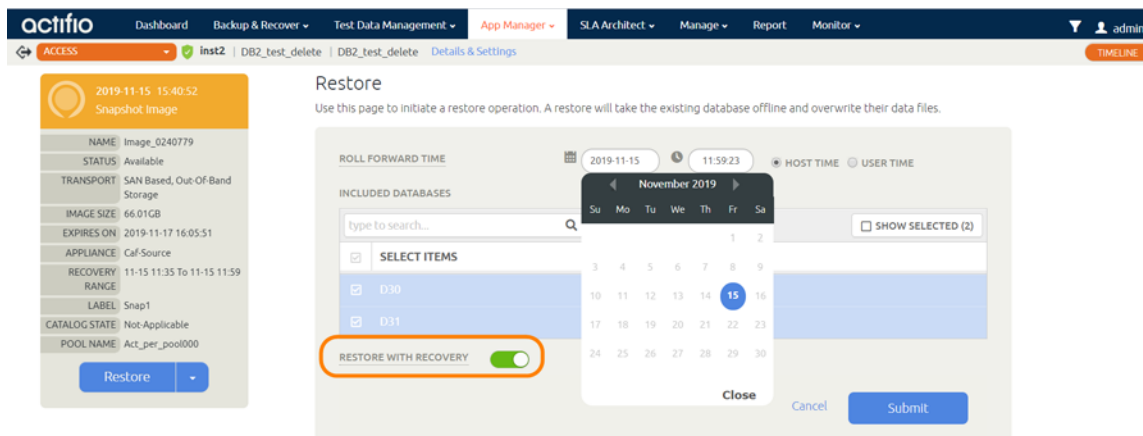 actifio Dashboard Backup & Recover Test Data Management App Manager SLA Architect Manage Report Monitor admin
ACCESS inst2 | DB2_test_delete | DB2_test_delete Details & Settings TIMELINE
2019-11-15 15:40:52
Snapshot Image
NAME Image_0240779
STATUS Available
TRANSPORT SAN Based, Out-Of-Band
Storage
IMAGE SIZE 66.01GB
EXPIRES ON 2019-11-17 16:05:51
APPLIANCE Caf-Source
RECOVERY 11-15 11:35 To 11-15 11:59
RANGE
LABEL Snap1
CATALOG STATE Not-Applicable
POOL NAME Act_per_pool000
Restore
Restore
Use this page to initiate a restore operation. A restore will take the existing database offline and overwrite their data files.
ROLL FORWARD TIME 2019-11-15 11:59:23 HOST TIME USER TIME
INCLUDED DATABASES
type to search... SHOW SELECTED (2)
SELECT ITEMS
D30
D31
RESTORE WITH RECOVERY
November 2019
Su Mo Tu We Th Fr Sa
1 2
3 4 5 6 7 8 9
10 11 12 13 14 15 16
17 18 19 20 21 22 23
24 25 26 27 28 29 30
Close
Cancel Submit